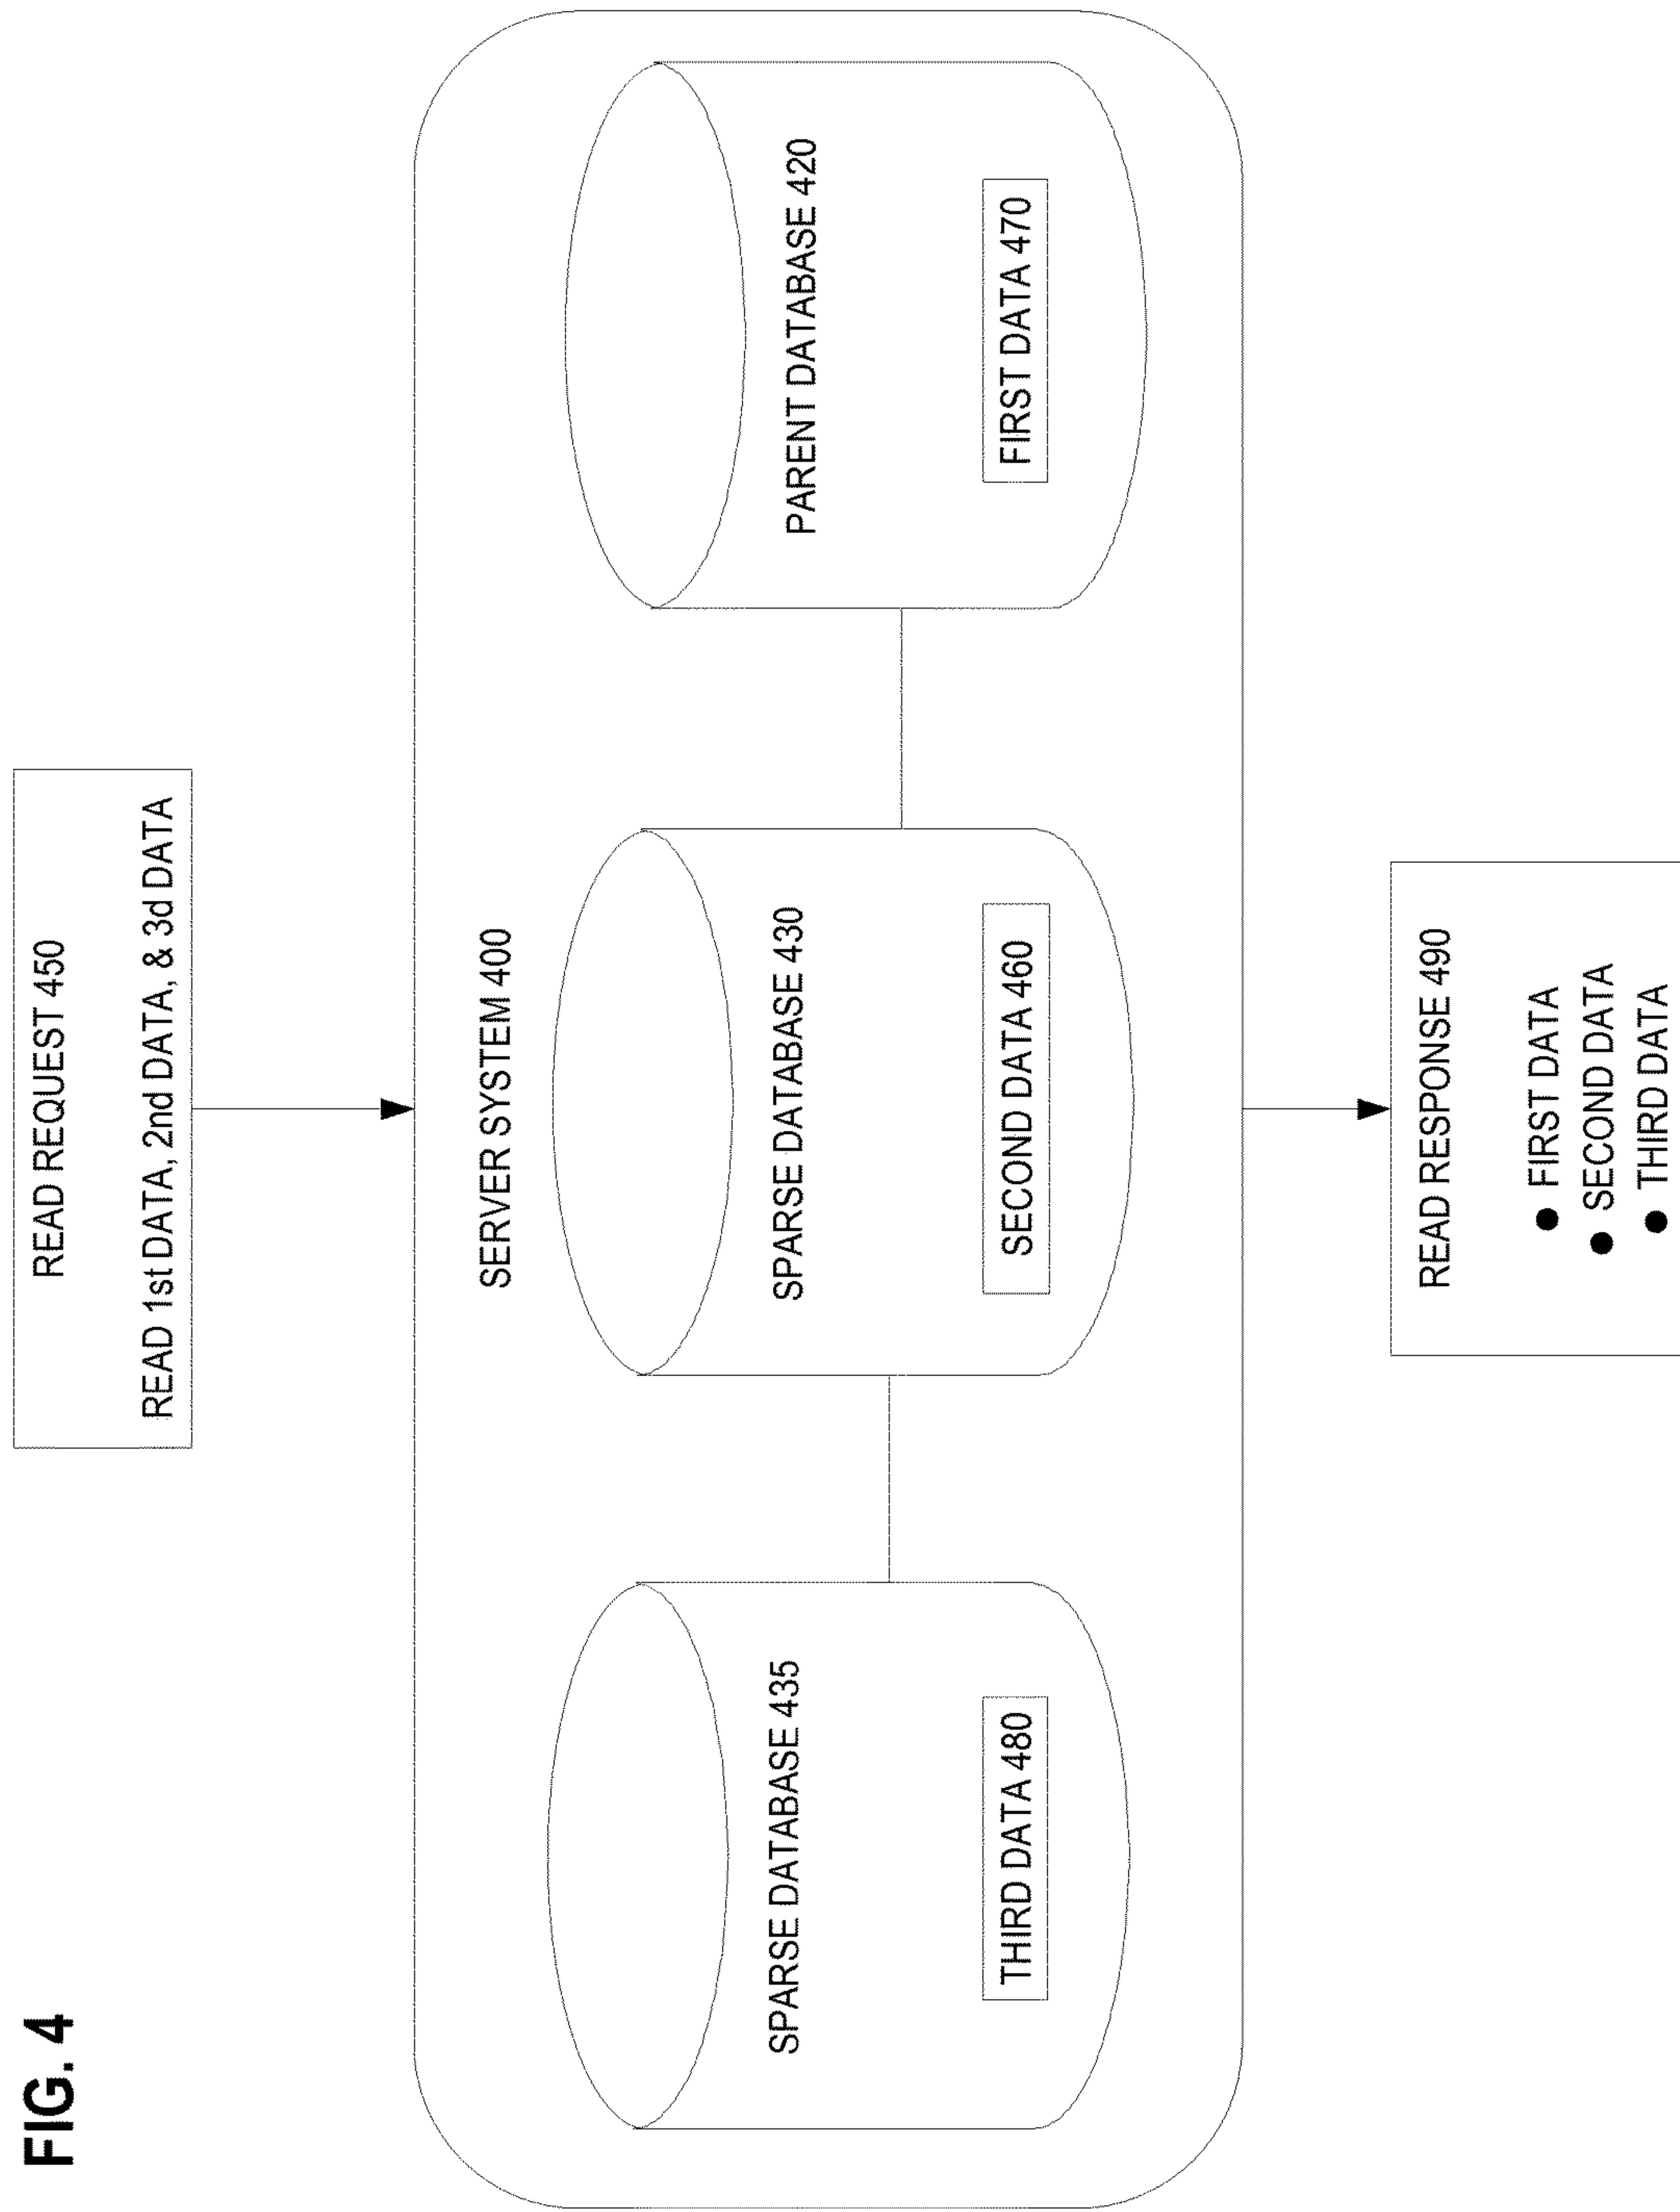 FIG. 4
READ REQUEST 450
READ 1st DATA, 2nd DATA, & 3d DATA
SERVER SYSTEM 400
SPARSE DATABASE 435
THIRD DATA 480
SPARSE DATABASE 430
SECOND DATA 460
PARENT DATABASE 420
FIRST DATA 470
READ RESPONSE 490
● FIRST DATA
● SECOND DATA
● THIRD DATA